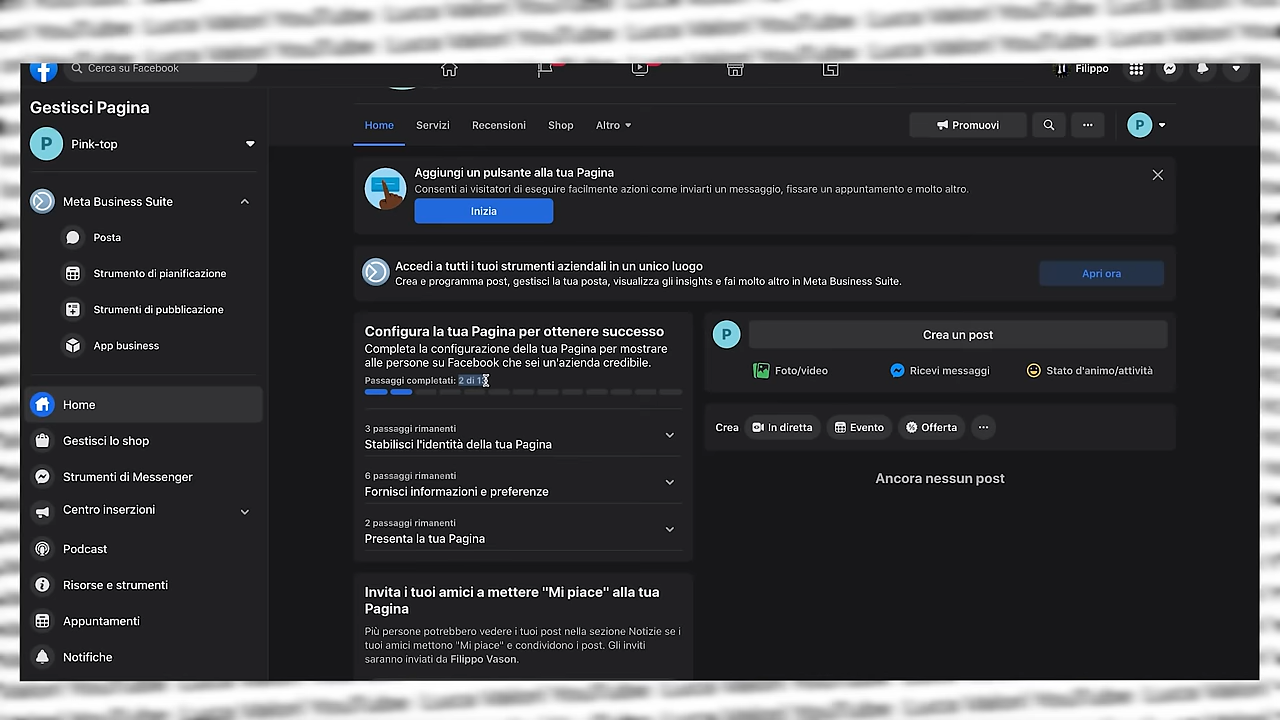 Cerca su Facebook
Filippo
Gestisci Pagina
P
Pink-top
Meta Business Suite
Posta
Strumento di pianificazione
Strumenti di pubblicazione
App business
Home
Gestisci lo shop
Strumenti di Messenger
Centro inserzioni
Podcast
Risorse e strumenti
Appuntamenti
Notifiche
Home Servizi Recensioni Shop Altro
Promuovi
P
Aggiungi un pulsante alla tua Pagina
Consenti ai visitatori di eseguire facilmente azioni come inviarti un messaggio, fissare un appuntamento e molto altro.
Inizia
Accedi a tutti i tuoi strumenti aziendali in un unico luogo
Crea e programma post, gestisci la tua posta, visualizza gli insights e fai molto altro in Meta Business Suite.
Apri ora
Configura la tua Pagina per ottenere successo
Completa la configurazione della tua Pagina per mostrare
alle persone su Facebook che sei un'azienda credibile.
Passaggi completati: 2 di 13
3 passaggi rimanenti
Stabilisci l'identità della tua Pagina
6 passaggi rimanenti
Fornisci informazioni e preferenze
2 passaggi rimanenti
Presenta la tua Pagina
Invita i tuoi amici a mettere "Mi piace" alla tua
Pagina
Più persone potrebbero vedere i tuoi post nella sezione Notizie se i
tuoi amici mettono "Mi piace" e condividono i post. Gli inviti
saranno inviati da Filippo Vason.
P
Crea un post
Foto/video Ricevi messaggi Stato d'animo/attività
Crea In diretta Evento Offerta
Ancora nessun post